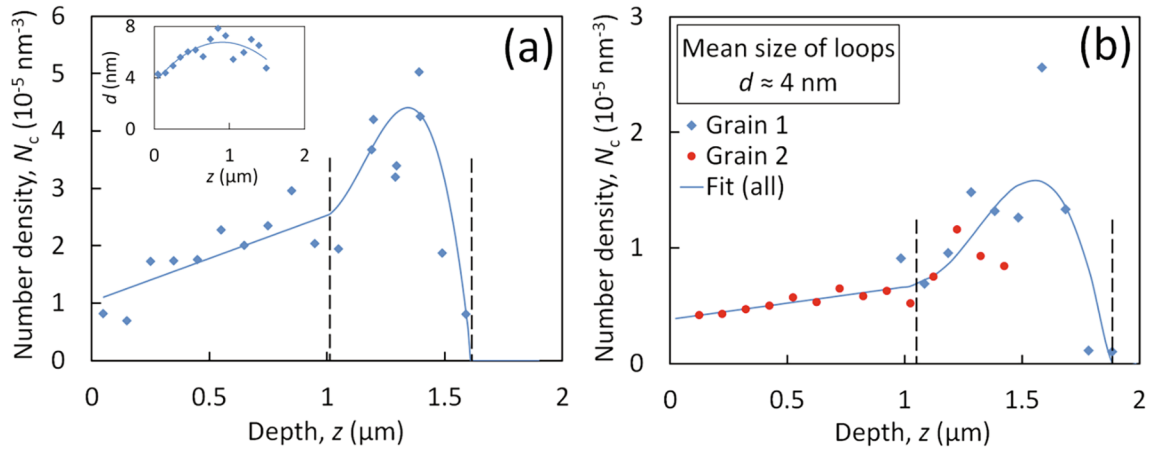 (a)
Number density, Nc (10-5 nm-3)
6
5
4
3
2
1
0
0
0.5
1
1.5
2
Depth, z (μm)
d (nm)
8
4
0
0
1
2
z (μm)
(b)
Number density, Nc (10-5 nm-3)
3
2
1
0
0
0.5
1
1.5
2
Depth, z (μm)
Mean size of loops
d ≈ 4 nm
Grain 1
Grain 2
Fit (all)